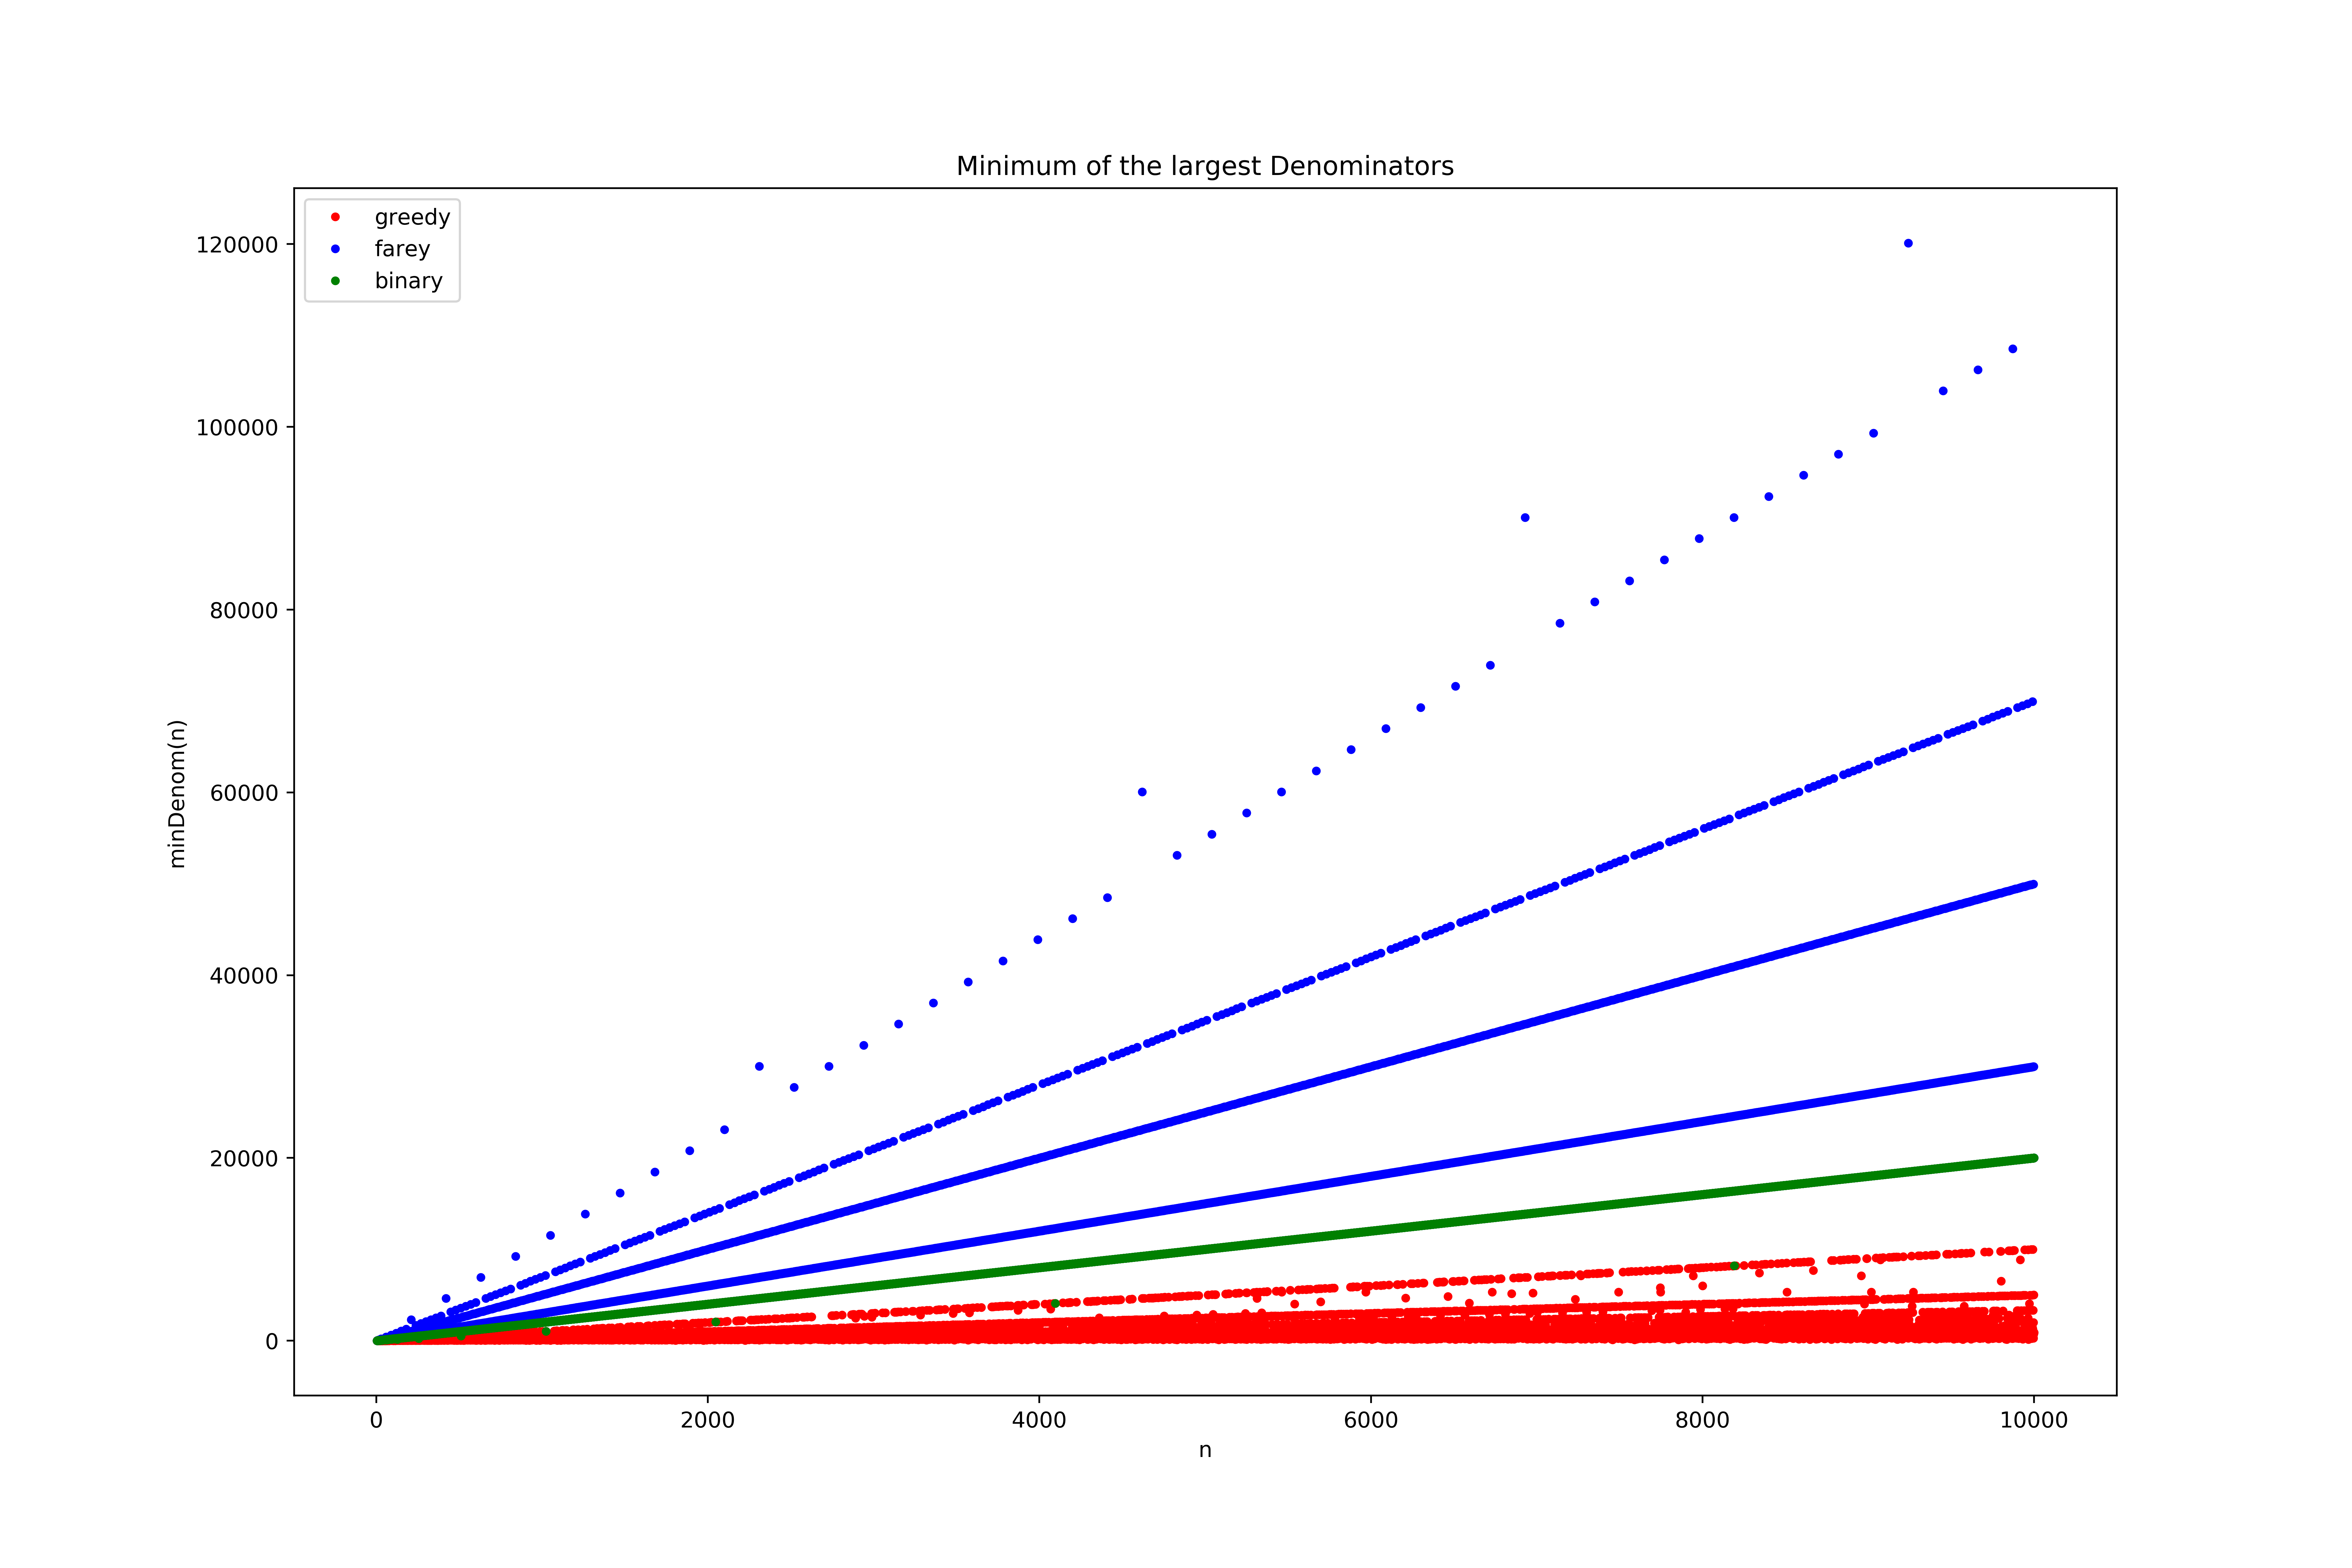 Minimum of the largest Denominators
greedy
farey
binary
120000
100000
80000
60000
40000
20000
0
minDenom(n)
0 2000 4000 6000 8000 10000
n